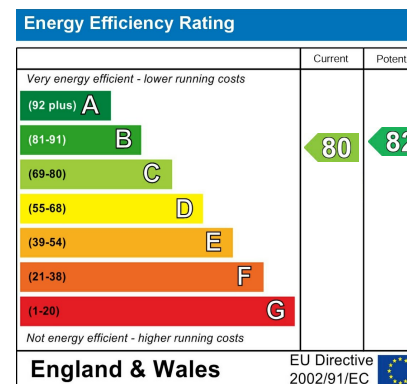 Energy Efficiency Rating
Current Potent
Very energy efficient - lower running costs
(92 plus) A
(81-91) B
(69-80) C
(55-68) D
(39-54) E
(21-38) F
(1-20) G
80 82
Not energy efficient - higher running costs
England & Wales
EU Directive
2002/91/EC